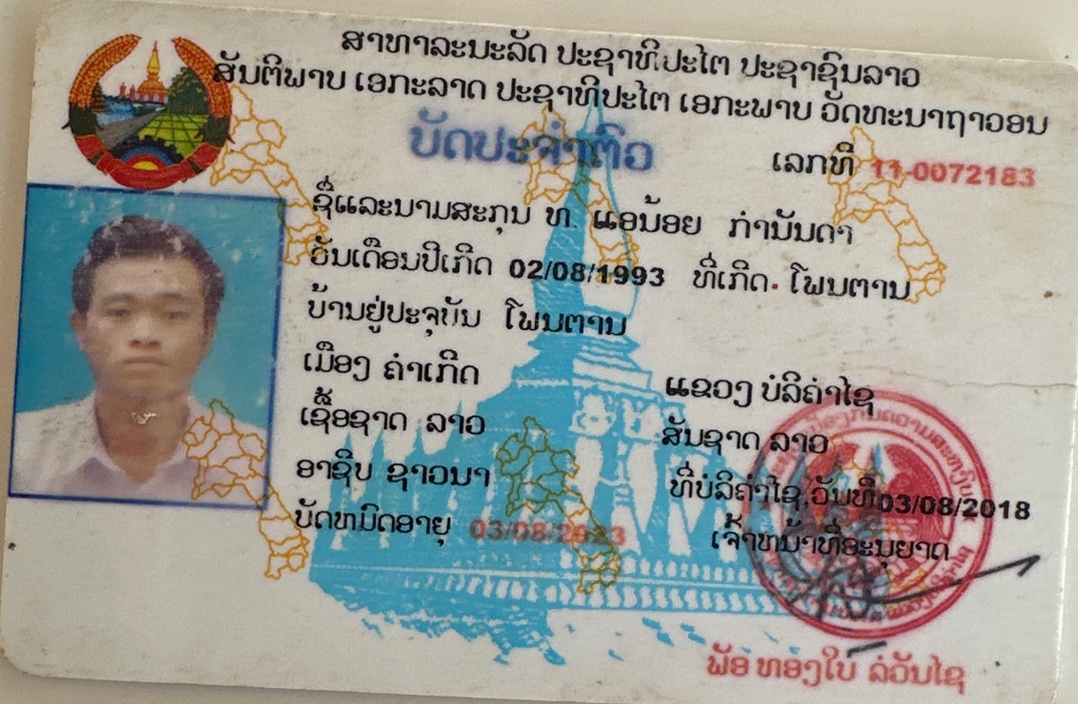 ສາທາລະນະລັດ ປະຊາທິປະໄຕ ປະຊາຊົນລາວ
ສັນຕິພາບ ເອກະລາດ ປະຊາທິປະໄຕ ເອກະພາບ ວັດທະນາຖາວອນ
ບັດປະຈຳຕົວ
ເລກທີ 11-0072183
ຊື່ແລະນາມສະກຸນ ທ. ແອນ້ອຍ ກຳນັນດາ
ວັນເດືອນປີເກີດ 02/08/1993 ທີ່ເກີດ. ໂພນຕານ
ບ້ານຢູ່ປະຈຸບັນ ໂພນຕານ
ເມືອງ ຄຳເກີດ ແຂວງ ບໍລິຄຳໄຊ
ເຊື້ອຊາດ ລາວ ສັນຊາດ ລາວ
ອາຊີບ ຊາວນາ ທີ່ບໍລິຄຳໄຊ,ວັນທີ 03/08/2018
ບັດຫມົດອາຍຸ 03/08/2023 ເຈົ້າຫນ້າທີ່ອະນຸຍາດ
ທອງໃບ ລໍວັນໄຊ